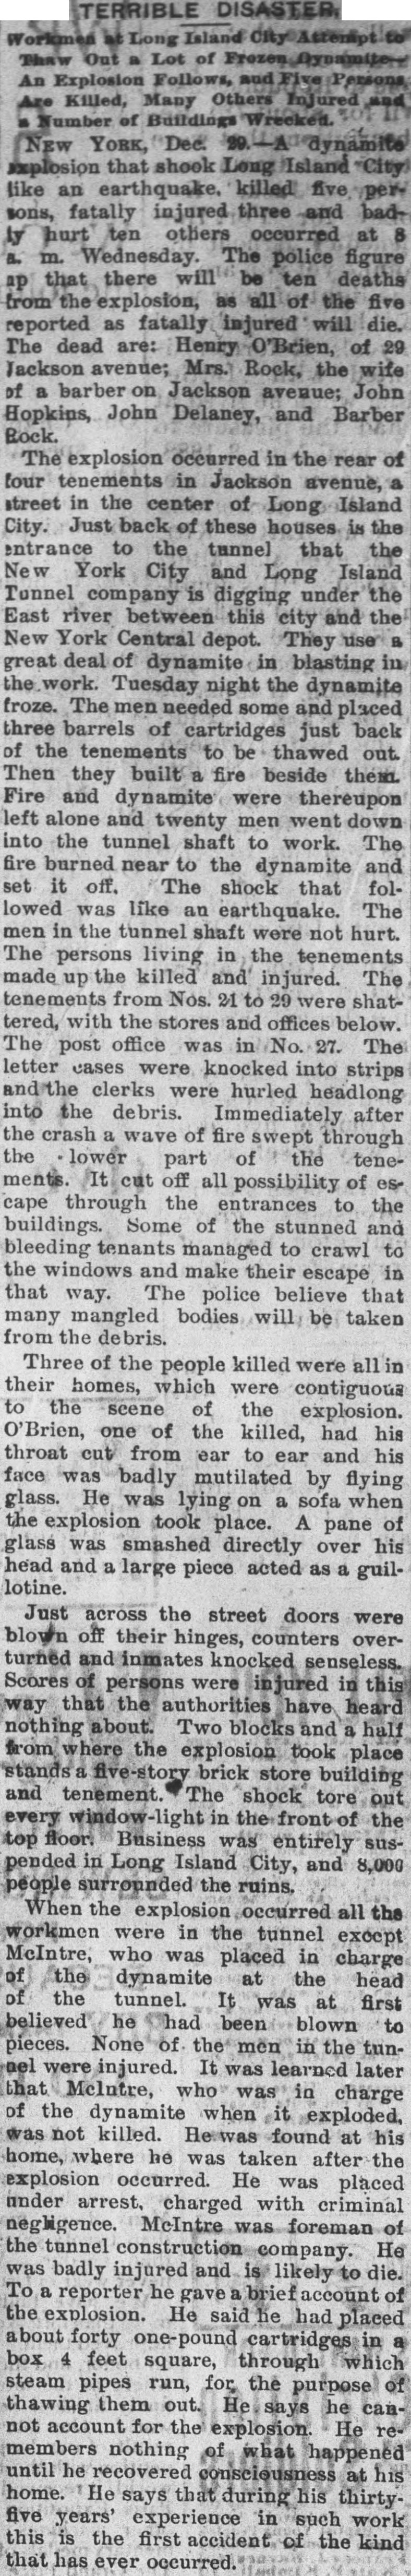 TERRIBLE DISASTER.
Workmen at Long Island City Attempt to
Thaw Out a Lot of Frozen Dynamite—
An Explosion Follows, and Five Persons
Are Killed, Many Others Injured and
a Number of Buildings Wrecked.
NEW YORK, Dec. 29.—A dynamite
explosion that shook Long Island City
like an earthquake, killed five per-
sons, fatally injured three and bad-
ly hurt ten others occurred at 8
a. m. Wednesday. The police figure
up that there will be ten deaths
from the explosion, as all of the five
reported as fatally injured will die.
The dead are: Henry O'Brien, of 29
Jackson avenue; Mrs. Rock, the wife
of a barber on Jackson avenue; John
Hopkins, John Delaney, and Barber
Rock.
The explosion occurred in the rear of
four tenements in Jackson avenue, a
street in the center of Long Island
City. Just back of these houses is the
entrance to the tunnel that the
New York City and Long Island
Tunnel company is digging under the
East river between this city and the
New York Central depot. They use a
great deal of dynamite in blasting in
the work. Tuesday night the dynamite
froze. The men needed some and placed
three barrels of cartridges just back
of the tenements to be thawed out.
Then they built a fire beside them.
Fire and dynamite were thereupon
left alone and twenty men went down
into the tunnel shaft to work. The
fire burned near to the dynamite and
set it off. The shock that fol-
lowed was like an earthquake. The
men in the tunnel shaft were not hurt.
The persons living in the tenements
made up the killed and injured. The
tenements from Nos. 21 to 29 were shat-
tered, with the stores and offices below.
The post office was in No. 27. The
letter cases were knocked into strips
and the clerks were hurled headlong
into the debris. Immediately after
the crash a wave of fire swept through
the lower part of the tene-
ments. It cut off all possibility of es-
cape through the entrances to the
buildings. Some of the stunned and
bleeding tenants managed to crawl to
the windows and make their escape in
that way. The police believe that
many mangled bodies will be taken
from the debris.
Three of the people killed were all in
their homes, which were contiguous
to the scene of the explosion.
O'Brien, one of the killed, had his
throat cut from ear to ear and his
face was badly mutilated by flying
glass. He was lying on a sofa when
the explosion took place. A pane of
glass was smashed directly over his
head and a large piece acted as a guil-
lotine.
Just across the street doors were
blown off their hinges, counters over-
turned and inmates knocked senseless.
Scores of persons were injured in this
way that the authorities have heard
nothing about. Two blocks and a half
from where the explosion took place
stands a five-story brick store building
and tenement. The shock tore out
every window-light in the front of the
top floor. Business was entirely sus-
pended in Long Island City, and 8,000
people surrounded the ruins.
When the explosion occurred all the
workmen were in the tunnel except
McIntre, who was placed in charge
of the dynamite at the head
of the tunnel. It was at first
believed he had been blown to
pieces. None of the men in the tun-
nel were injured. It was learned later
that McIntre, who was in charge
of the dynamite when it exploded,
was not killed. He was found at his
home, where he was taken after the
explosion occurred. He was placed
under arrest, charged with criminal
negligence. McIntre was foreman of
the tunnel construction company. He
was badly injured and is likely to die.
To a reporter he gave a brief account of
the explosion. He said he had placed
about forty one-pound cartridges in a
box 4 feet square, through which
steam pipes run, for the purpose of
thawing them out. He says he can-
not account for the explosion. He re-
members nothing of what happened
until he recovered consciousness at his
home. He says that during his thirty-
five years' experience in such work
this is the first accident of the kind
that has ever occurred.